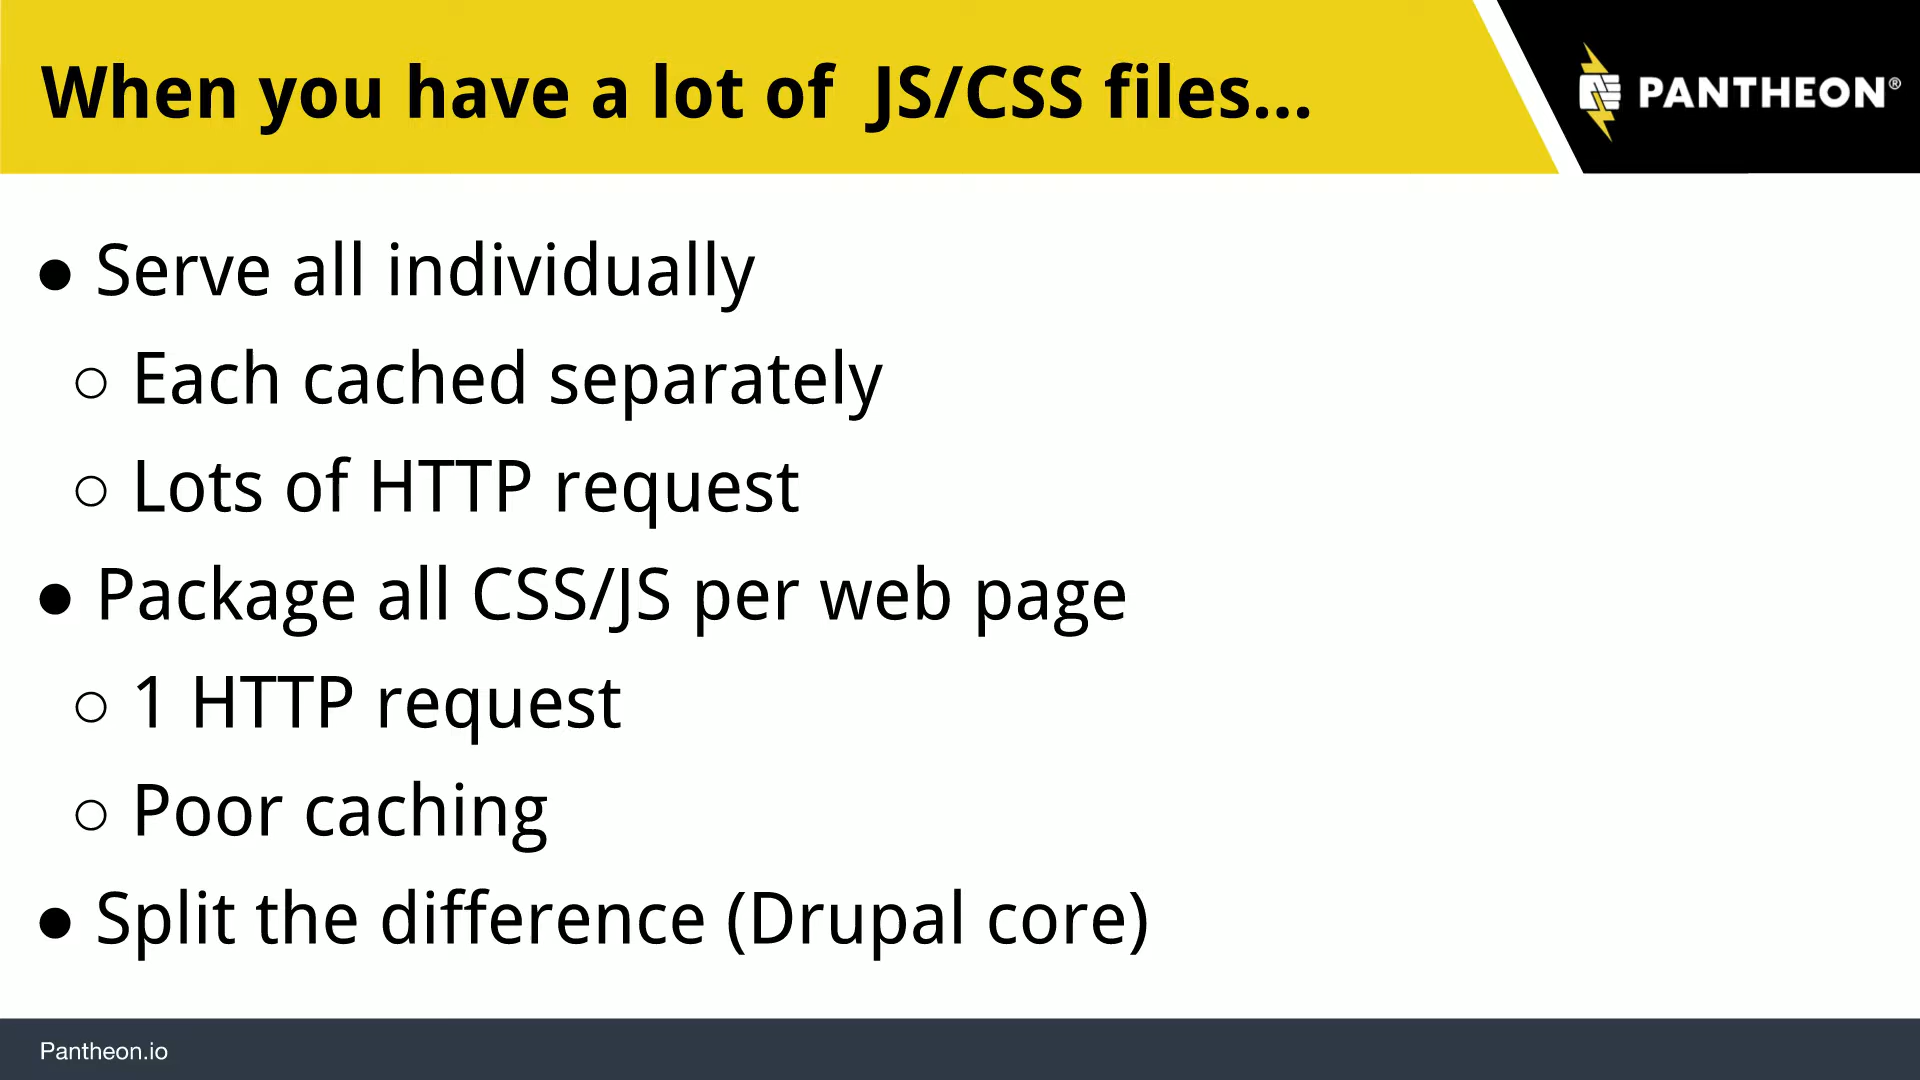 When you have a lot of  JS/CSS files...
PANTHEON®
● Serve all individually
○ Each cached separately
○ Lots of HTTP request
● Package all CSS/JS per web page
○ 1 HTTP request
○ Poor caching
● Split the difference (Drupal core)
Pantheon.io